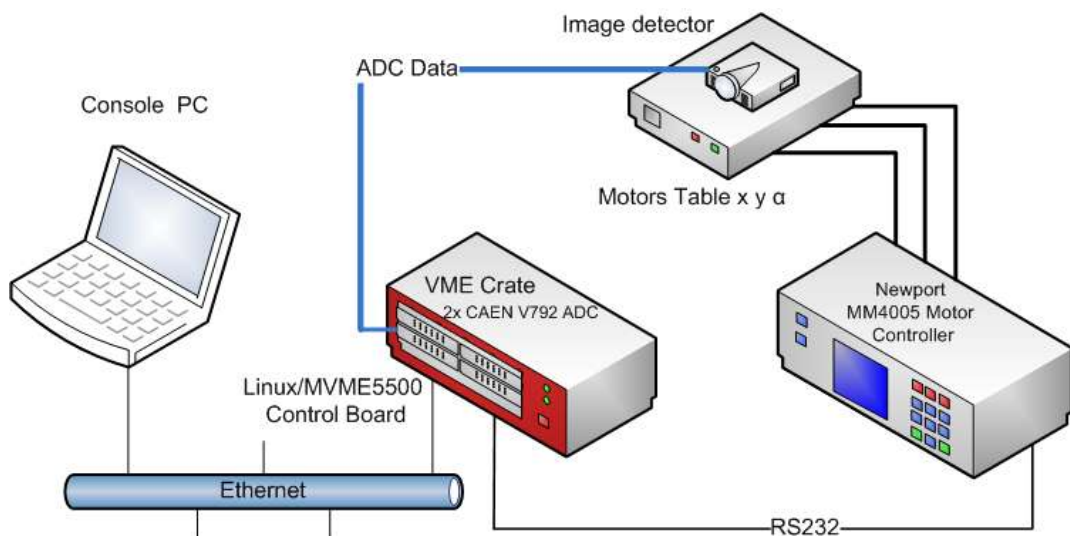 Image detector
ADC Data
Console PC
Motors Table x y α
VME Crate
2x CAEN V792 ADC
Newport
MM4005 Motor
Controller
Linux/MVME5500
Control Board
Ethernet
RS232